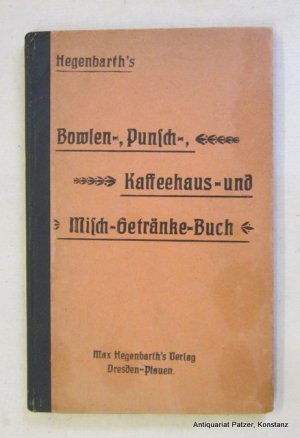 Hegenbarth's
Bowlen-, Punſch-,
Kaffeehaus- und
Miſch-Getränke-Buch
Max Hegenbarth's Verlag
Dresden-Plauen.
Antiquariat Patzer, Konstanz